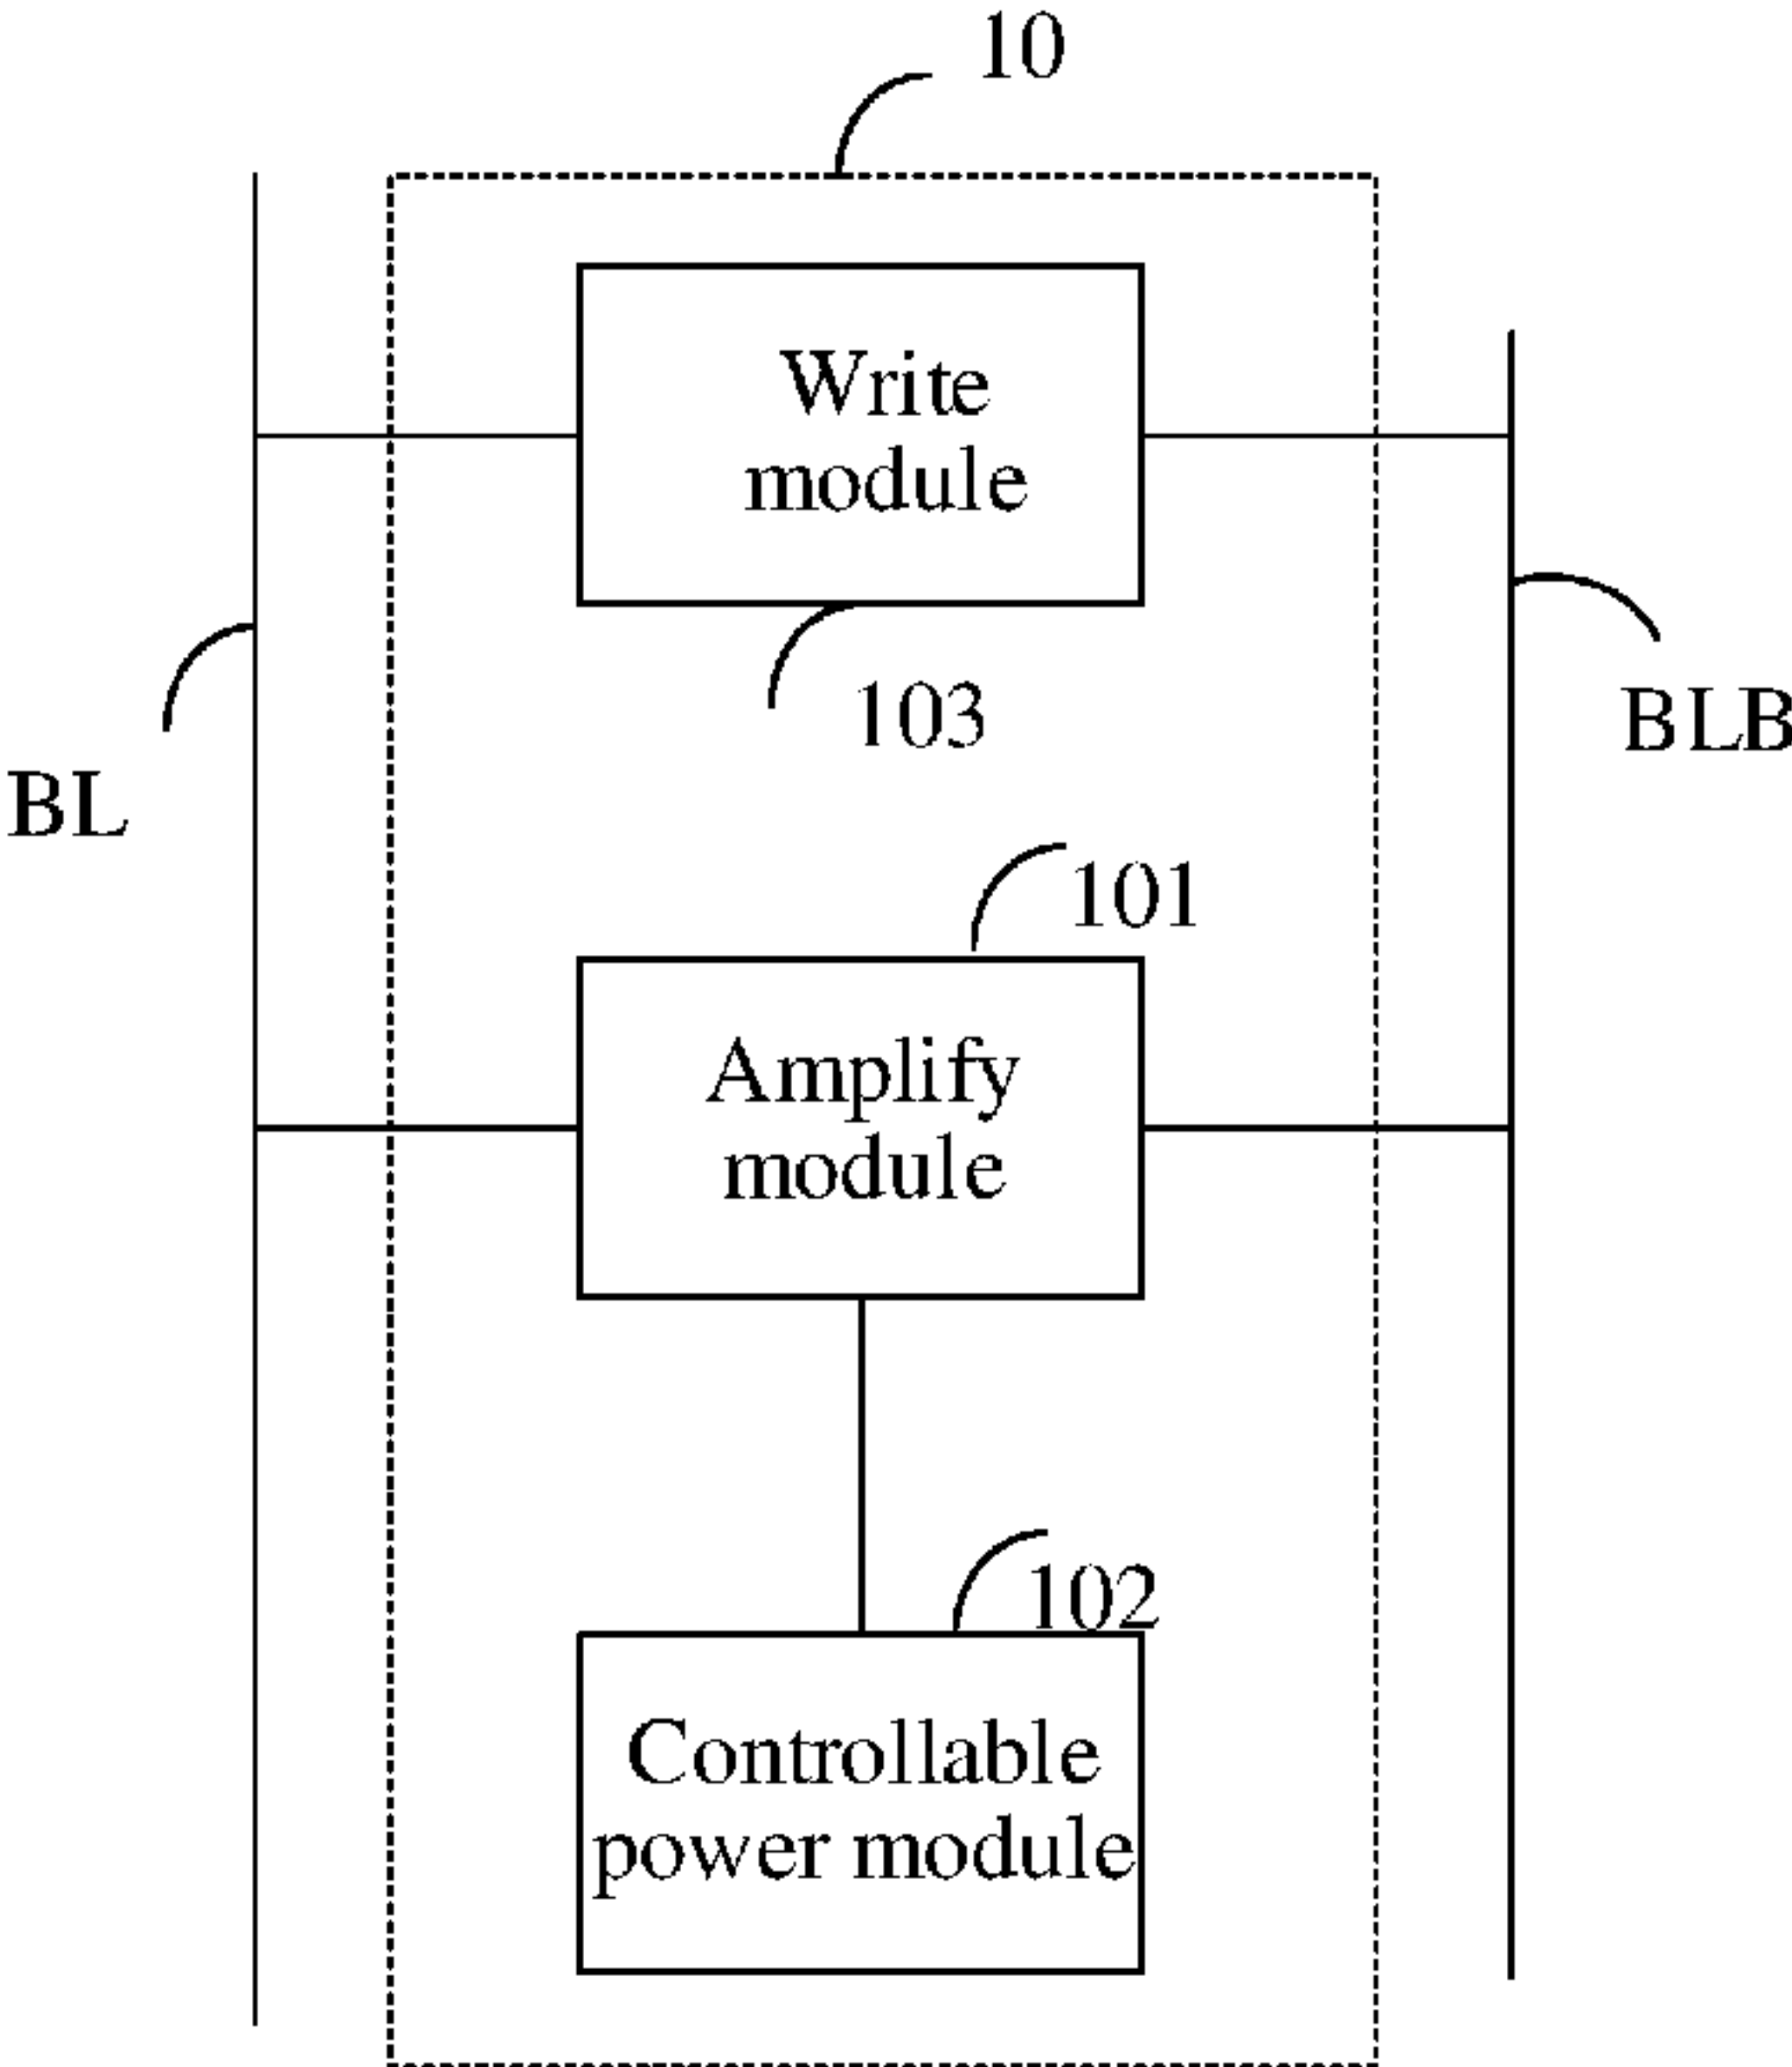 10
Write
module
103
BLB
BL
101
Amplify
module
102
Controllable
power module